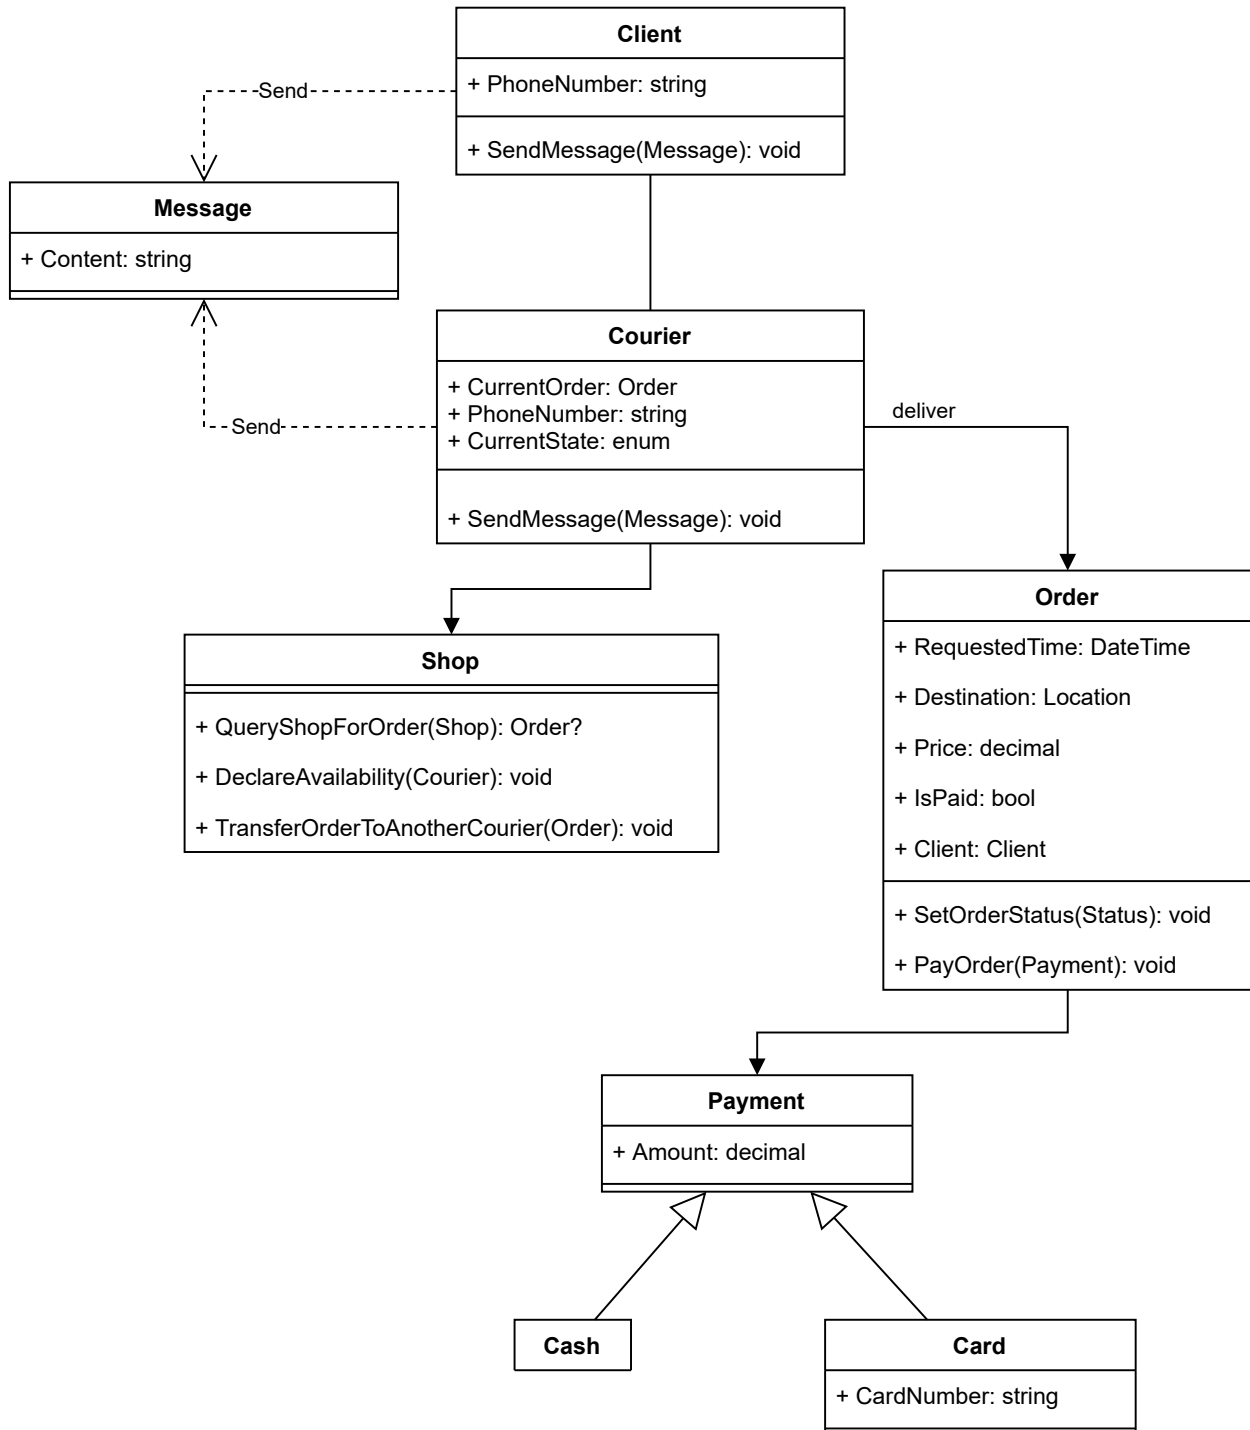 Client
+ PhoneNumber: string
Send
+ SendMessage(Message): void
Message
+ Content: string
Courier
+ CurrentOrder: Order
+ PhoneNumber: string
+ CurrentState: enum
Send
deliver
+ SendMessage(Message): void
Order
+ RequestedTime: DateTime
+ Destination: Location
+ Price: decimal
+ IsPaid: bool
+ Client: Client
+ SetOrderStatus(Status): void
+ PayOrder(Payment): void
Shop
+ QueryShopForOrder(Shop): Order?
+ DeclareAvailability(Courier): void
+ TransferOrderToAnotherCourier(Order): void
Payment
+ Amount: decimal
Cash
Card
+ CardNumber: string